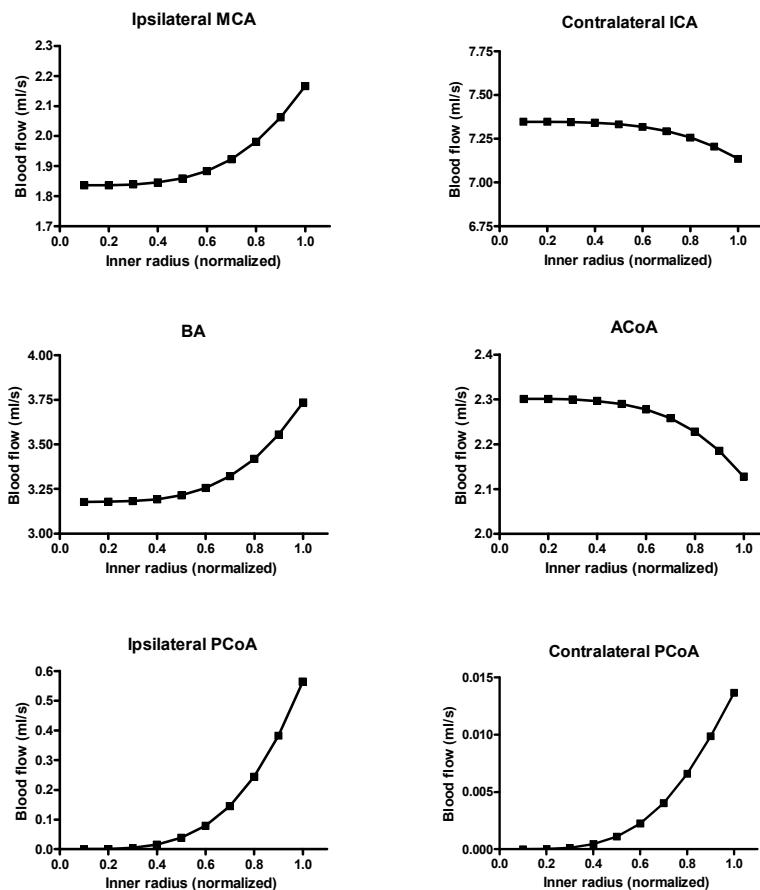 Ipsilateral MCA
Blood flow (ml/s)
2.3
2.2
2.1
2.0
1.9
1.8
1.7
0.0 0.2 0.4 0.6 0.8 1.0
Inner radius (normalized)
Contralateral ICA
Blood flow (ml/s)
7.75
7.50
7.25
7.00
6.75
0.0 0.2 0.4 0.6 0.8 1.0
Inner radius (normalized)
BA
Blood flow (ml/s)
4.00
3.75
3.50
3.25
3.00
0.0 0.2 0.4 0.6 0.8 1.0
Inner radius (normalized)
ACoA
Blood flow (ml/s)
2.4
2.3
2.2
2.1
2.0
0.0 0.2 0.4 0.6 0.8 1.0
Inner radius (normalized)
Ipsilateral PCoA
Blood flow (ml/s)
0.6
0.5
0.4
0.3
0.2
0.1
0.0
0.0 0.2 0.4 0.6 0.8 1.0
Inner radius (normalized)
Contralateral PCoA
Blood flow (ml/s)
0.015
0.010
0.005
0.000
0.0 0.2 0.4 0.6 0.8 1.0
Inner radius (normalized)